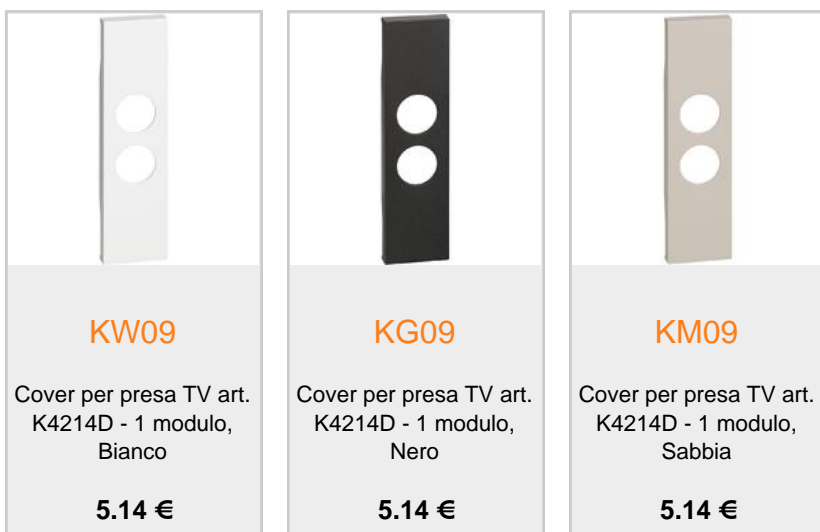 KW09
Cover per presa TV art.
K4214D - 1 modulo,
Bianco
5.14 €
KG09
Cover per presa TV art.
K4214D - 1 modulo,
Nero
5.14 €
KM09
Cover per presa TV art.
K4214D - 1 modulo,
Sabbia
5.14 €